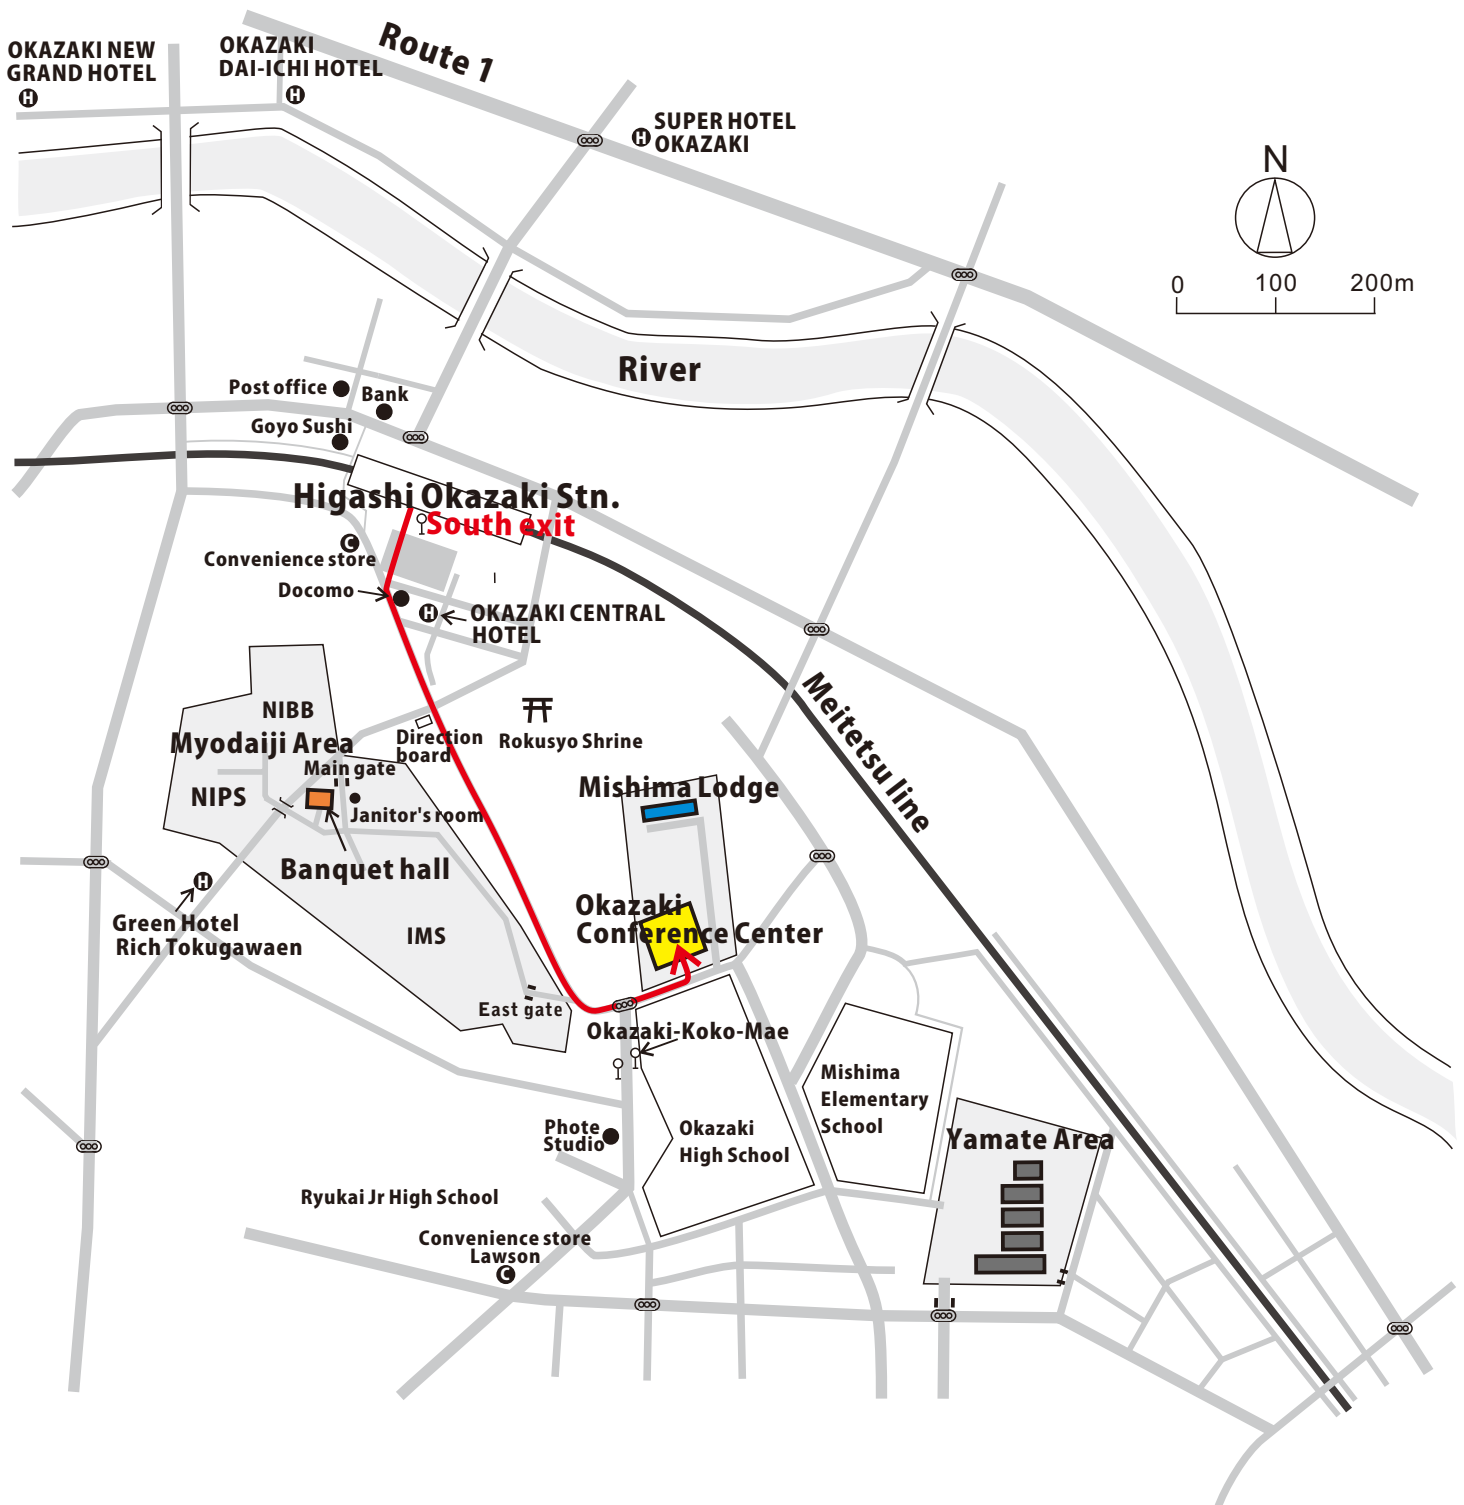 Route 1
OKAZAKI NEW
GRAND HOTEL
H
OKAZAKI
DAI-ICHI HOTEL
H
H
SUPER HOTEL
OKAZAKI
N
0 100 200m
River
Post office
Bank
Goyo Sushi
Higashi Okazaki Stn.
South exit
C
Convenience store
Docomo
H
OKAZAKI CENTRAL
HOTEL
Meitetsu line
NIBB
Myodaiji Area
Direction
board
Rokusyo Shrine
Main gate
NIPS
Janitor's room
Mishima Lodge
Banquet hall
H
Green Hotel
Rich Tokugawaen
IMS
Okazaki
Conference Center
East gate
Okazaki-Koko-Mae
Mishima
Elementary
School
Phote
Studio
Okazaki
High School
Yamate Area
Ryukai Jr High School
Convenience store
Lawson
C